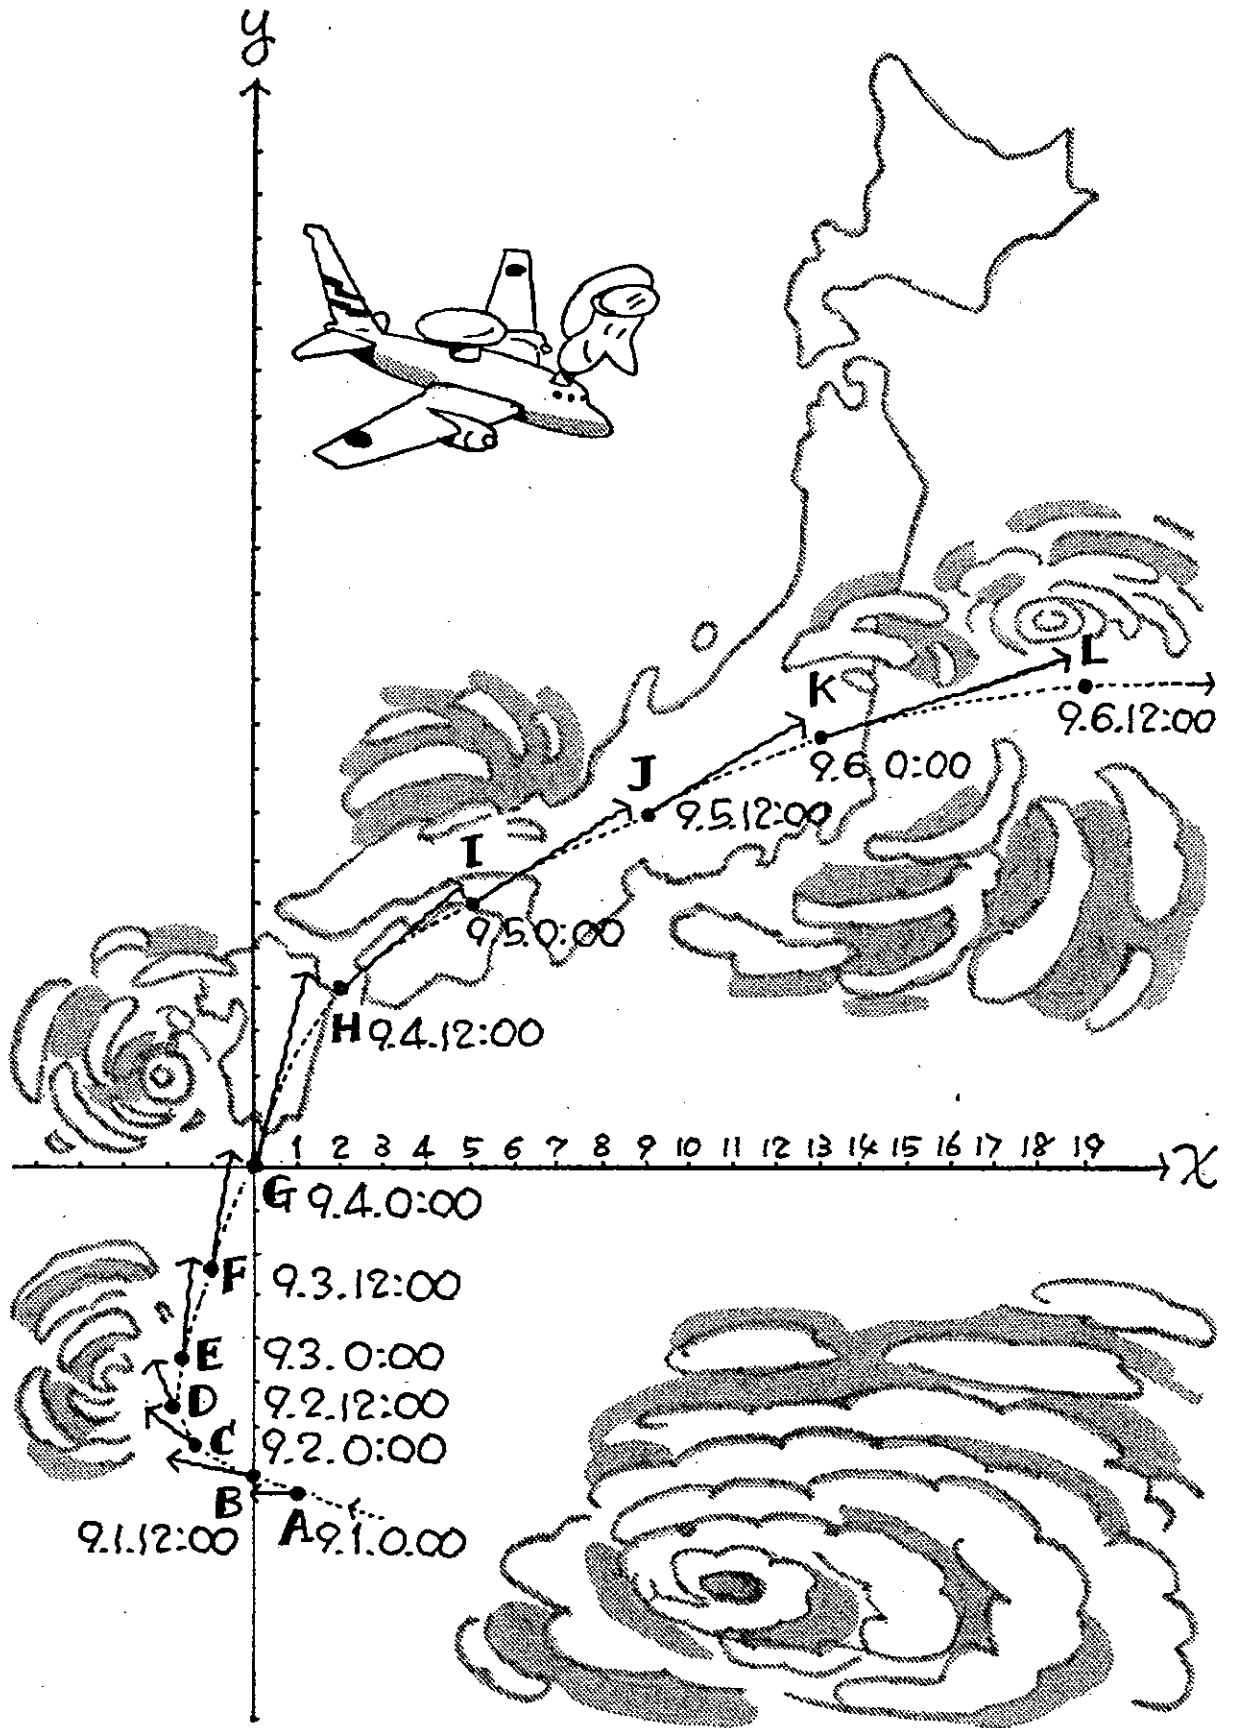 y
L
K
9.6.12:00
9.6 0:00
J
9.5.12:00
I
9.5.0:00
H 9.4.12:00
1 2 3 4 5 6 7 8 9 10 11 12 13 14 15 16 17 18 19 x
G 9.4.0:00
F 9.3.12:00
E 9.3.0:00
D 9.2.12:00
C 9.2.0:00
B
9.1.12:00
A 9.1.0.00